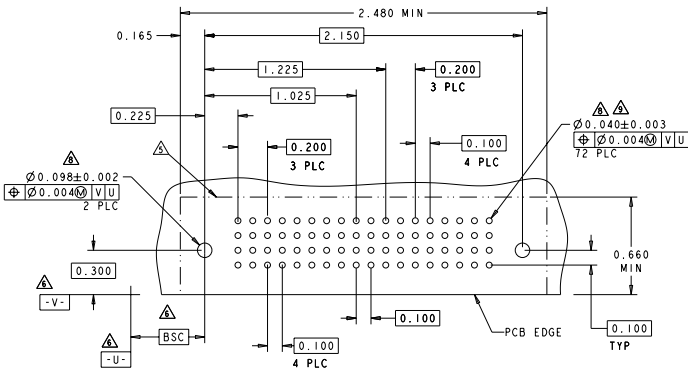 2.480 MIN
0.165
2.150
1.225
0.200
3 PLC
1.025
0.225
8 9
Ø0.040±0.003
⌖ Ø0.004Ⓜ V U
72 PLC
0.200
3 PLC
0.100
4 PLC
5
8
Ø0.098±0.002
⌖ Ø0.004Ⓜ V U
2 PLC
0.660
MIN
0.300
6
-V-
6
0.100
PCB EDGE
0.100
TYP
6
BSC
-U-
0.100
4 PLC